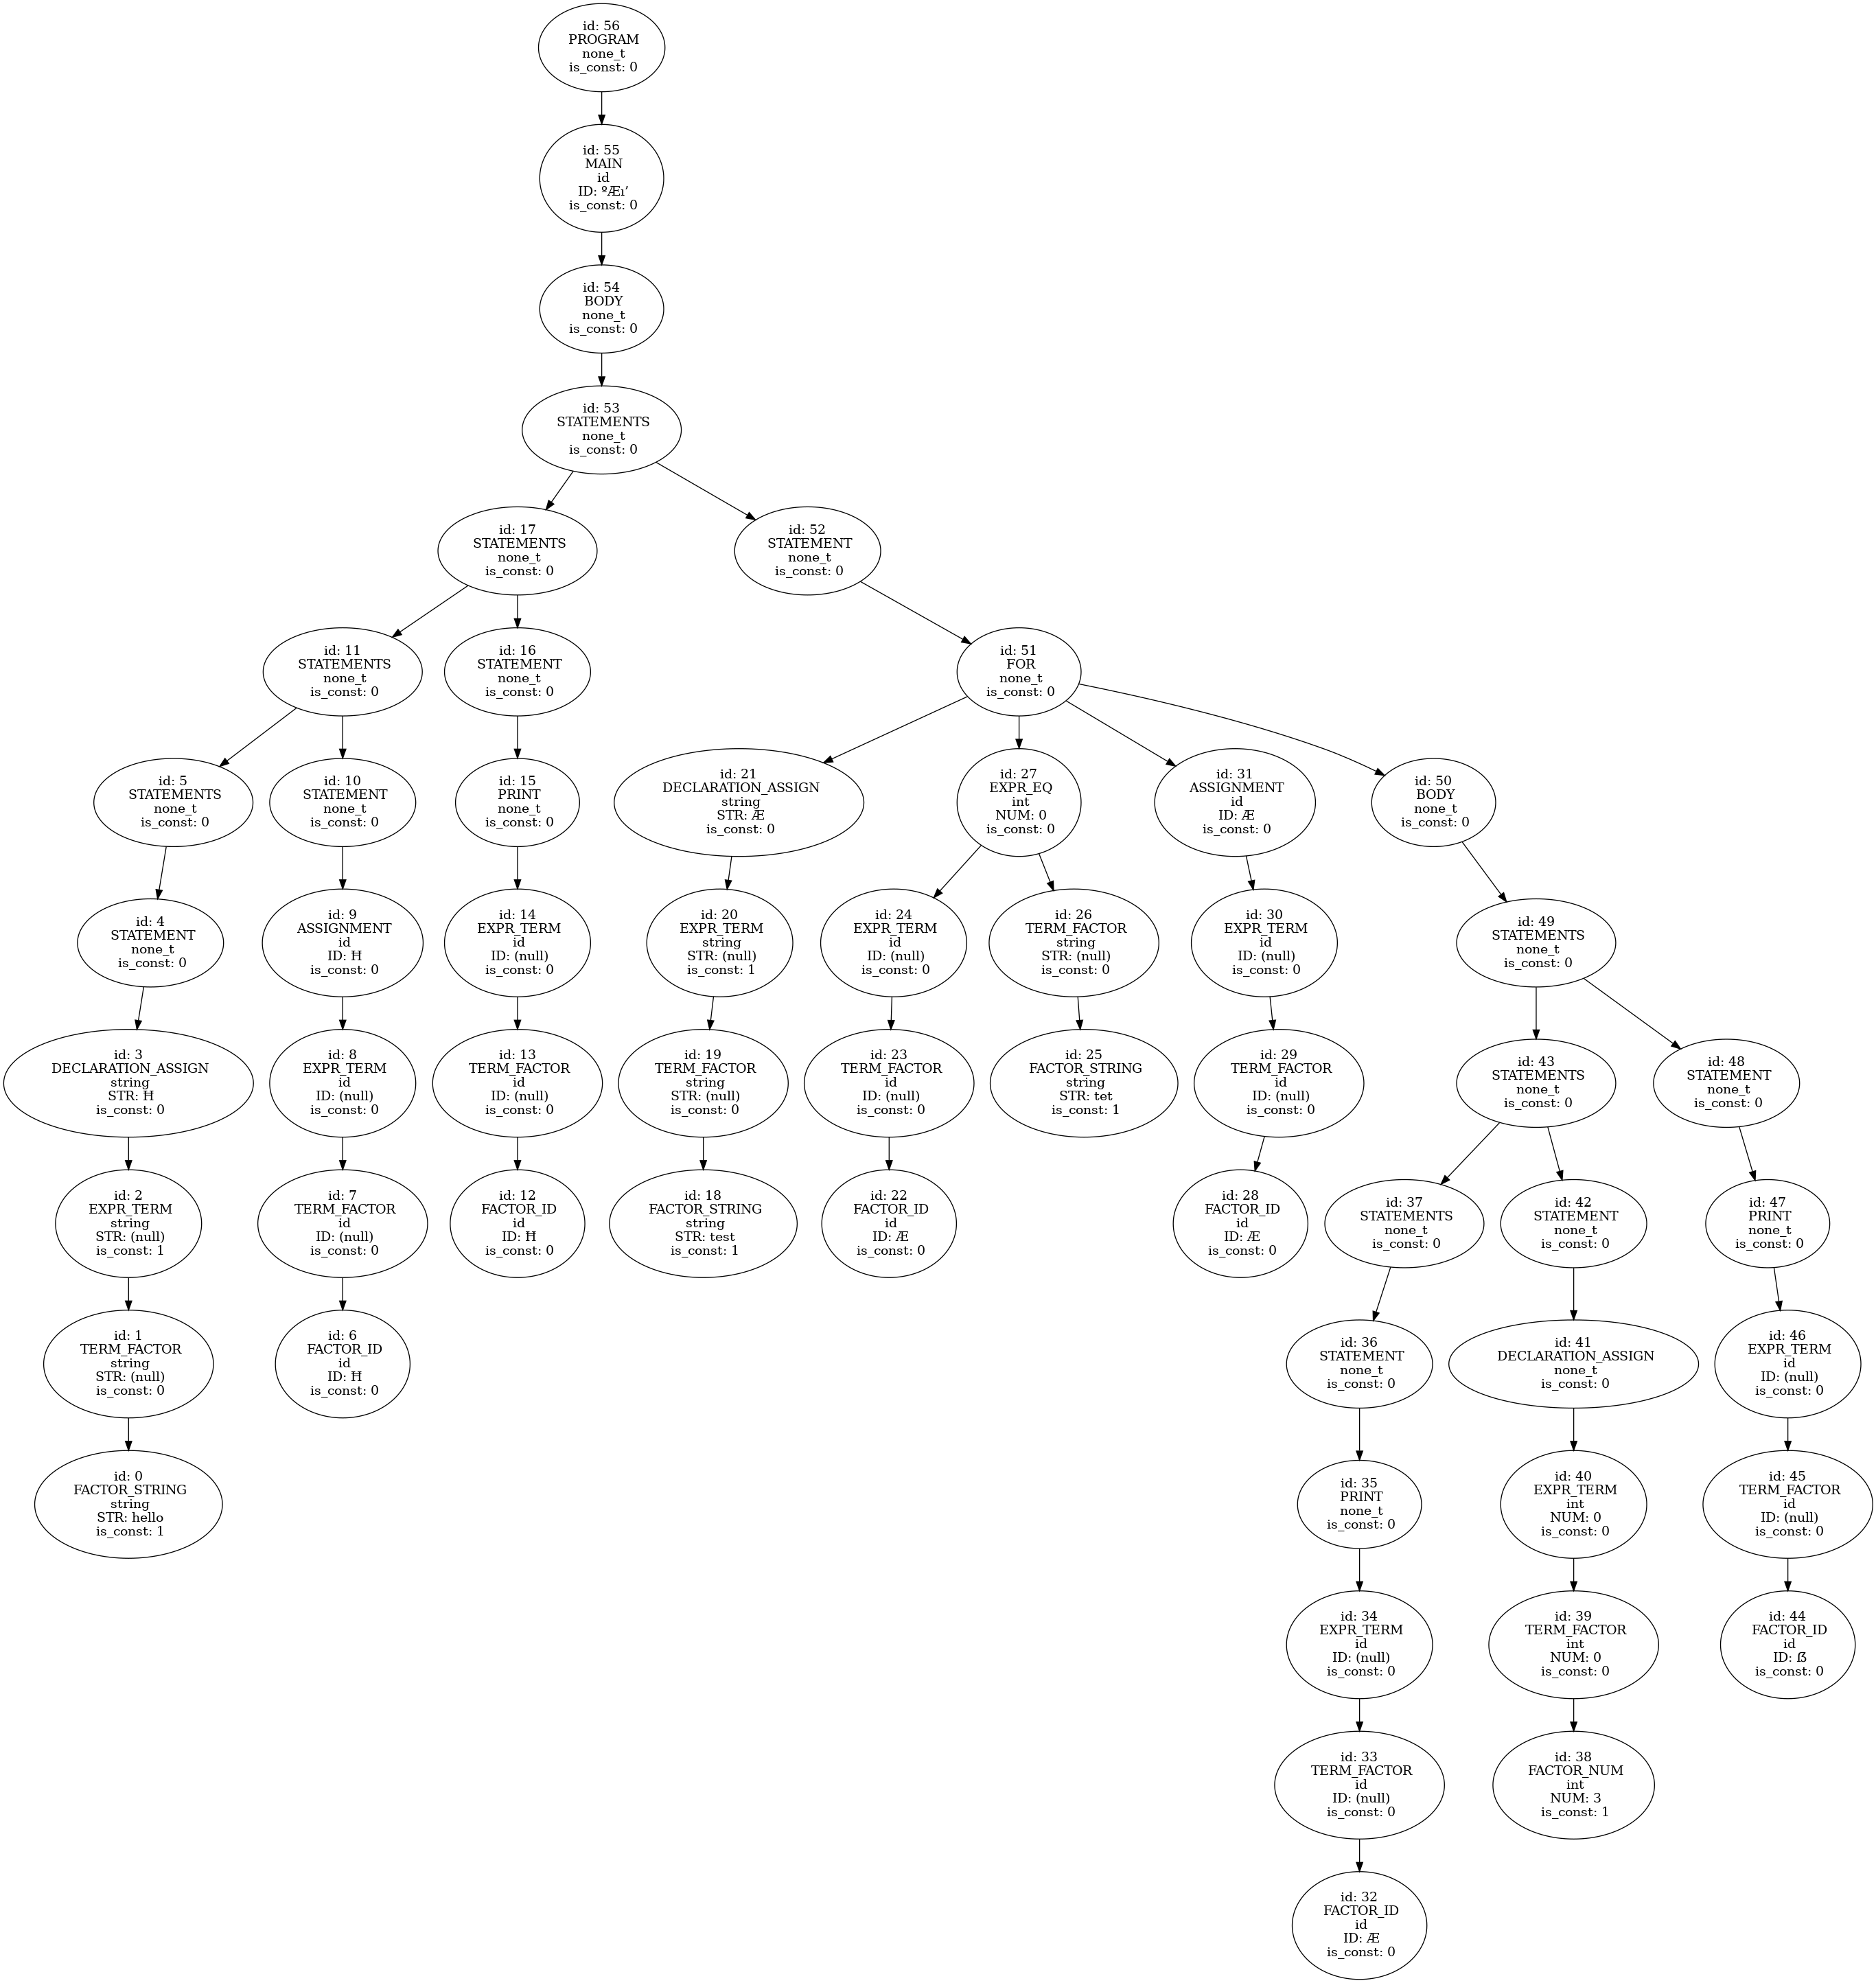 id: 56
PROGRAM
none_t
is_const: 0
id: 55
MAIN
id
ID: ºÆı’
is_const: 0
id: 54
BODY
none_t
is_const: 0
id: 53
STATEMENTS
none_t
is_const: 0
id: 17
STATEMENTS
none_t
is_const: 0
id: 52
STATEMENT
none_t
is_const: 0
id: 11
STATEMENTS
none_t
is_const: 0
id: 16
STATEMENT
none_t
is_const: 0
id: 51
FOR
none_t
is_const: 0
id: 5
STATEMENTS
none_t
is_const: 0
id: 10
STATEMENT
none_t
is_const: 0
id: 15
PRINT
none_t
is_const: 0
id: 21
DECLARATION_ASSIGN
string
STR: Æ
is_const: 0
id: 27
EXPR_EQ
int
NUM: 0
is_const: 0
id: 31
ASSIGNMENT
id
ID: Æ
is_const: 0
id: 50
BODY
none_t
is_const: 0
id: 4
STATEMENT
none_t
is_const: 0
id: 9
ASSIGNMENT
id
ID: Ħ
is_const: 0
id: 14
EXPR_TERM
id
ID: (null)
is_const: 0
id: 20
EXPR_TERM
string
STR: (null)
is_const: 1
id: 24
EXPR_TERM
id
ID: (null)
is_const: 0
id: 26
TERM_FACTOR
string
STR: (null)
is_const: 0
id: 30
EXPR_TERM
id
ID: (null)
is_const: 0
id: 49
STATEMENTS
none_t
is_const: 0
id: 3
DECLARATION_ASSIGN
string
STR: Ħ
is_const: 0
id: 8
EXPR_TERM
id
ID: (null)
is_const: 0
id: 13
TERM_FACTOR
id
ID: (null)
is_const: 0
id: 19
TERM_FACTOR
string
STR: (null)
is_const: 0
id: 23
TERM_FACTOR
id
ID: (null)
is_const: 0
id: 25
FACTOR_STRING
string
STR: tet
is_const: 1
id: 29
TERM_FACTOR
id
ID: (null)
is_const: 0
id: 43
STATEMENTS
none_t
is_const: 0
id: 48
STATEMENT
none_t
is_const: 0
id: 2
EXPR_TERM
string
STR: (null)
is_const: 1
id: 7
TERM_FACTOR
id
ID: (null)
is_const: 0
id: 12
FACTOR_ID
id
ID: Ħ
is_const: 0
id: 18
FACTOR_STRING
string
STR: test
is_const: 1
id: 22
FACTOR_ID
id
ID: Æ
is_const: 0
id: 28
FACTOR_ID
id
ID: Æ
is_const: 0
id: 37
STATEMENTS
none_t
is_const: 0
id: 42
STATEMENT
none_t
is_const: 0
id: 47
PRINT
none_t
is_const: 0
id: 1
TERM_FACTOR
string
STR: (null)
is_const: 0
id: 6
FACTOR_ID
id
ID: Ħ
is_const: 0
id: 36
STATEMENT
none_t
is_const: 0
id: 41
DECLARATION_ASSIGN
none_t
is_const: 0
id: 46
EXPR_TERM
id
ID: (null)
is_const: 0
id: 0
FACTOR_STRING
string
STR: hello
is_const: 1
id: 35
PRINT
none_t
is_const: 0
id: 40
EXPR_TERM
int
NUM: 0
is_const: 0
id: 45
TERM_FACTOR
id
ID: (null)
is_const: 0
id: 34
EXPR_TERM
id
ID: (null)
is_const: 0
id: 39
TERM_FACTOR
int
NUM: 0
is_const: 0
id: 44
FACTOR_ID
id
ID: ẞ
is_const: 0
id: 33
TERM_FACTOR
id
ID: (null)
is_const: 0
id: 38
FACTOR_NUM
int
NUM: 3
is_const: 1
id: 32
FACTOR_ID
id
ID: Æ
is_const: 0